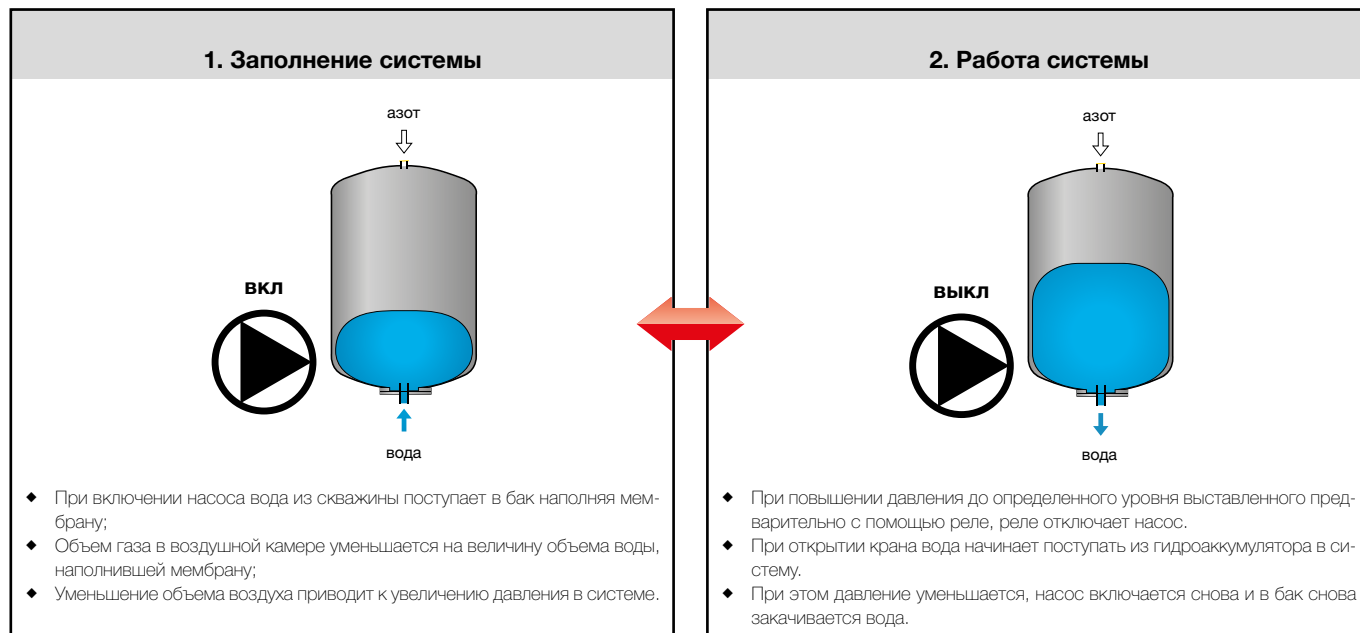 1. Заполнение системы
азот
ВКЛ
вода
◆ При включении насоса вода из скважины поступает в бак наполняя мем-
брану;
◆ Объем газа в воздушной камере уменьшается на величину объема воды,
наполнившей мембрану;
◆ Уменьшение объема воздуха приводит к увеличению давления в системе.
2. Работа системы
азот
ВЫКЛ
вода
◆ При повышении давления до определенного уровня выставленного пред-
варительно с помощью реле, реле отключает насос.
◆ При открытии крана вода начинает поступать из гидроаккумулятора в си-
стему.
◆ При этом давление уменьшается, насос включается снова и в бак снова
закачивается вода.